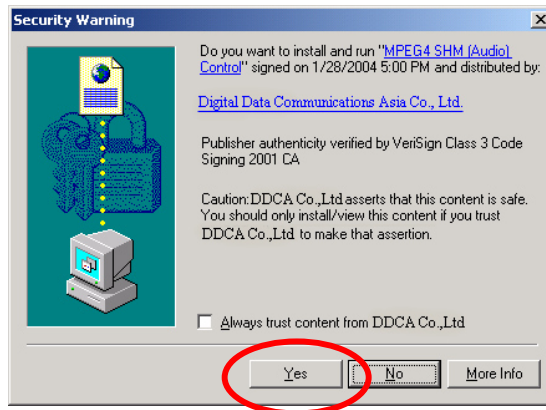 Security Warning
Do you want to install and run "MPEG4 SHM (Audio)
Control" signed on 1/28/2004 5:00 PM and distributed by:
Digital Data Communications Asia Co., Ltd.
Publisher authenticity verified by VeriSign Class 3 Code
Signing 2001 CA
Caution:DDCA Co.,Ltd asserts that this content is safe.
You should only install/view this content if you trust
DDCA Co.,Ltd to make that assertion.
Always trust content from DDCA Co.,Ltd
Yes No More Info